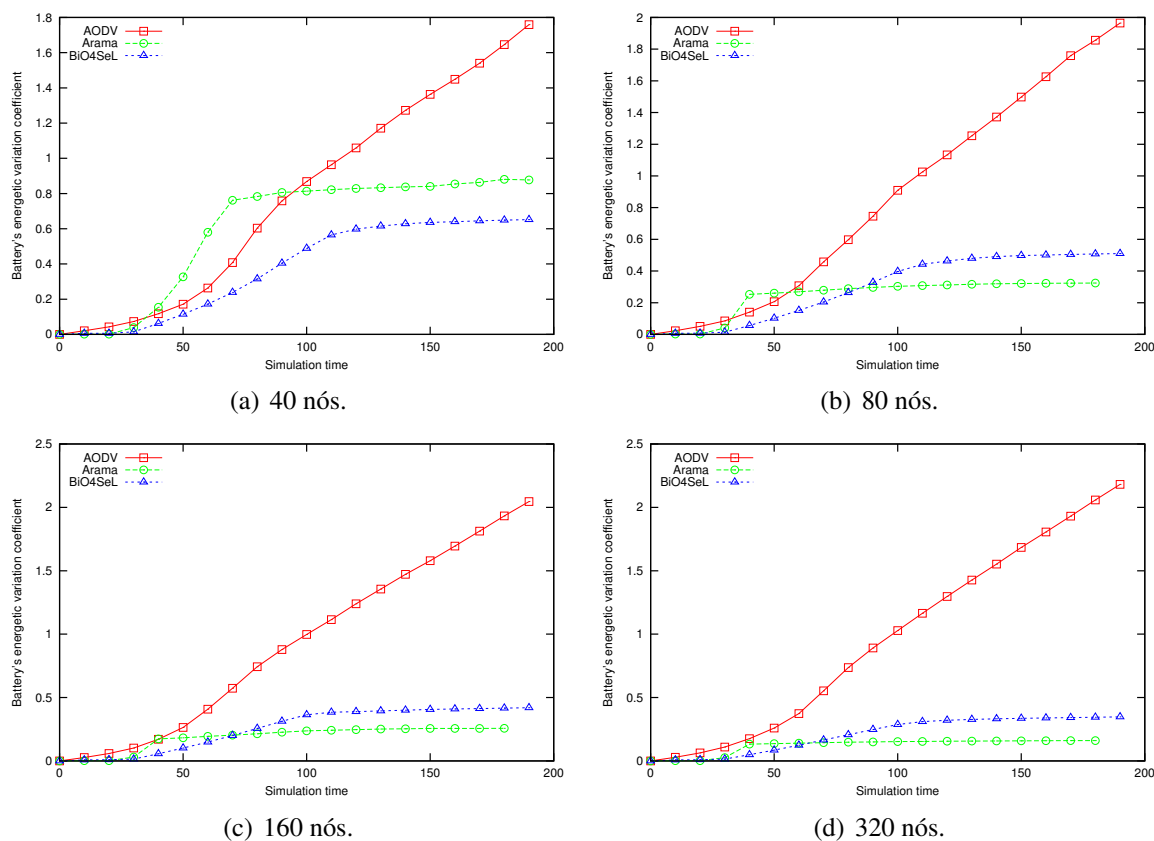 1.8
1.6
1.4
1.2
1
0.8
0.6
0.4
0.2
0
0
50
100
150
200
Battery's energetic variation coefficient
Simulation time
AODV
Arama
BiO4SeL
(a) 40 nós.
2
1.8
1.6
1.4
1.2
1
0.8
0.6
0.4
0.2
0
0
50
100
150
200
Battery's energetic variation coefficient
Simulation time
AODV
Arama
BiO4SeL
(b) 80 nós.
2.5
2
1.5
1
0.5
0
0
50
100
150
200
Battery's energetic variation coefficient
Simulation time
AODV
Arama
BiO4SeL
(c) 160 nós.
2.5
2
1.5
1
0.5
0
0
50
100
150
200
Battery's energetic variation coefficient
Simulation time
AODV
Arama
BiO4SeL
(d) 320 nós.